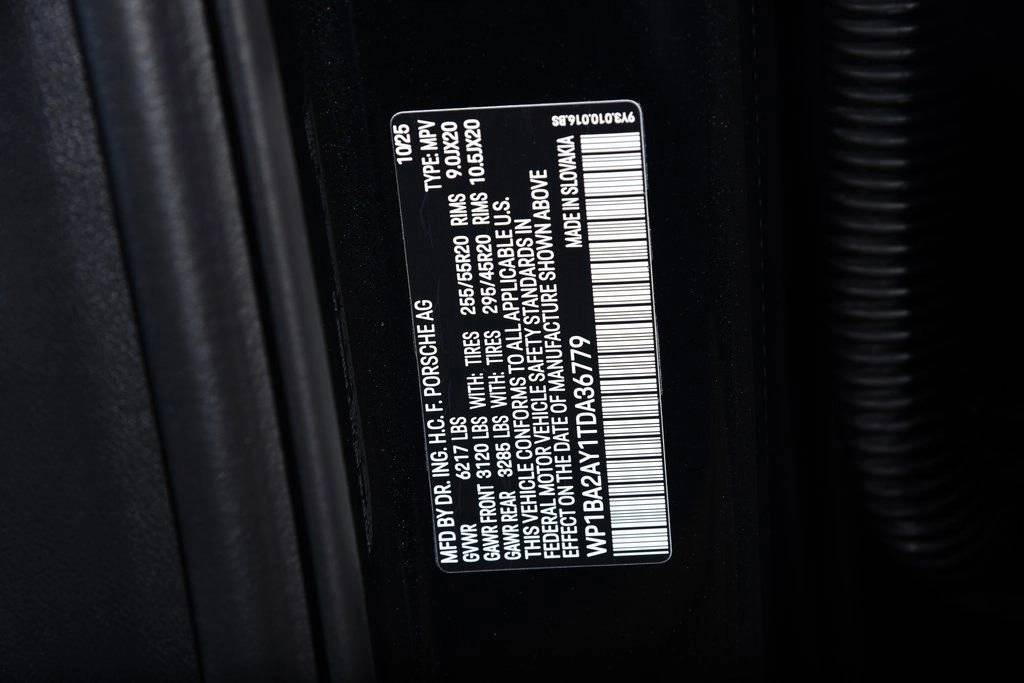 MFD BY DR. ING. H.C. F. PORSCHE AG 10/25
GVWR 6217 LBS TYPE: MPV
GAWR FRONT 3120 LBS WITH: TIRES 255/55R20 RIMS 9.0JX20
GAWR REAR 3285 LBS WITH: TIRES 295/45R20 RIMS 10.5JX20
THIS VEHICLE CONFORMS TO ALL APPLICABLE U.S.
FEDERAL MOTOR VEHICLE SAFETY STANDARDS IN
EFFECT ON THE DATE OF MANUFACTURE SHOWN ABOVE
MADE IN SLOVAKIA
WP1BA2AY1TDA36779
9Y3.010.016.BS